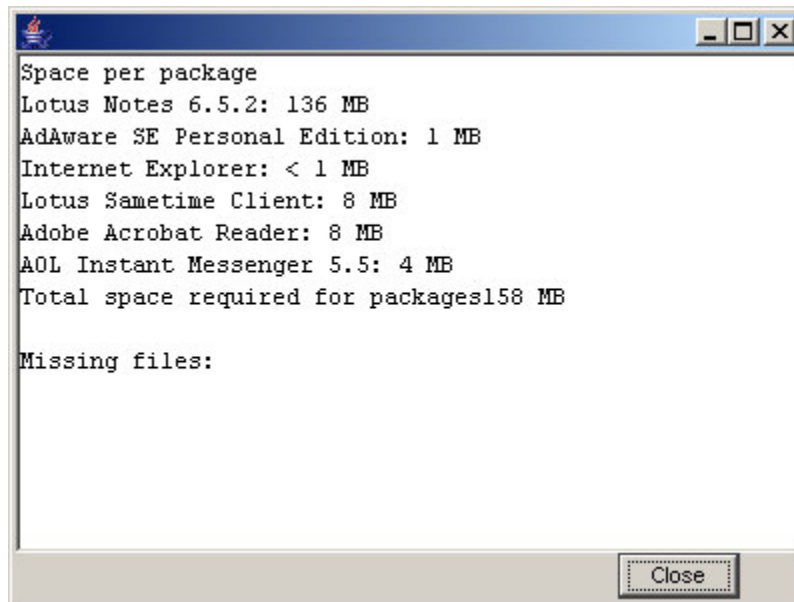 Space per package
Lotus Notes 6.5.2: 136 MB
AdAware SE Personal Edition: 1 MB
Internet Explorer: < 1 MB
Lotus Sametime Client: 8 MB
Adobe Acrobat Reader: 8 MB
AOL Instant Messenger 5.5: 4 MB
Total space required for packages158 MB
Missing files:
Close